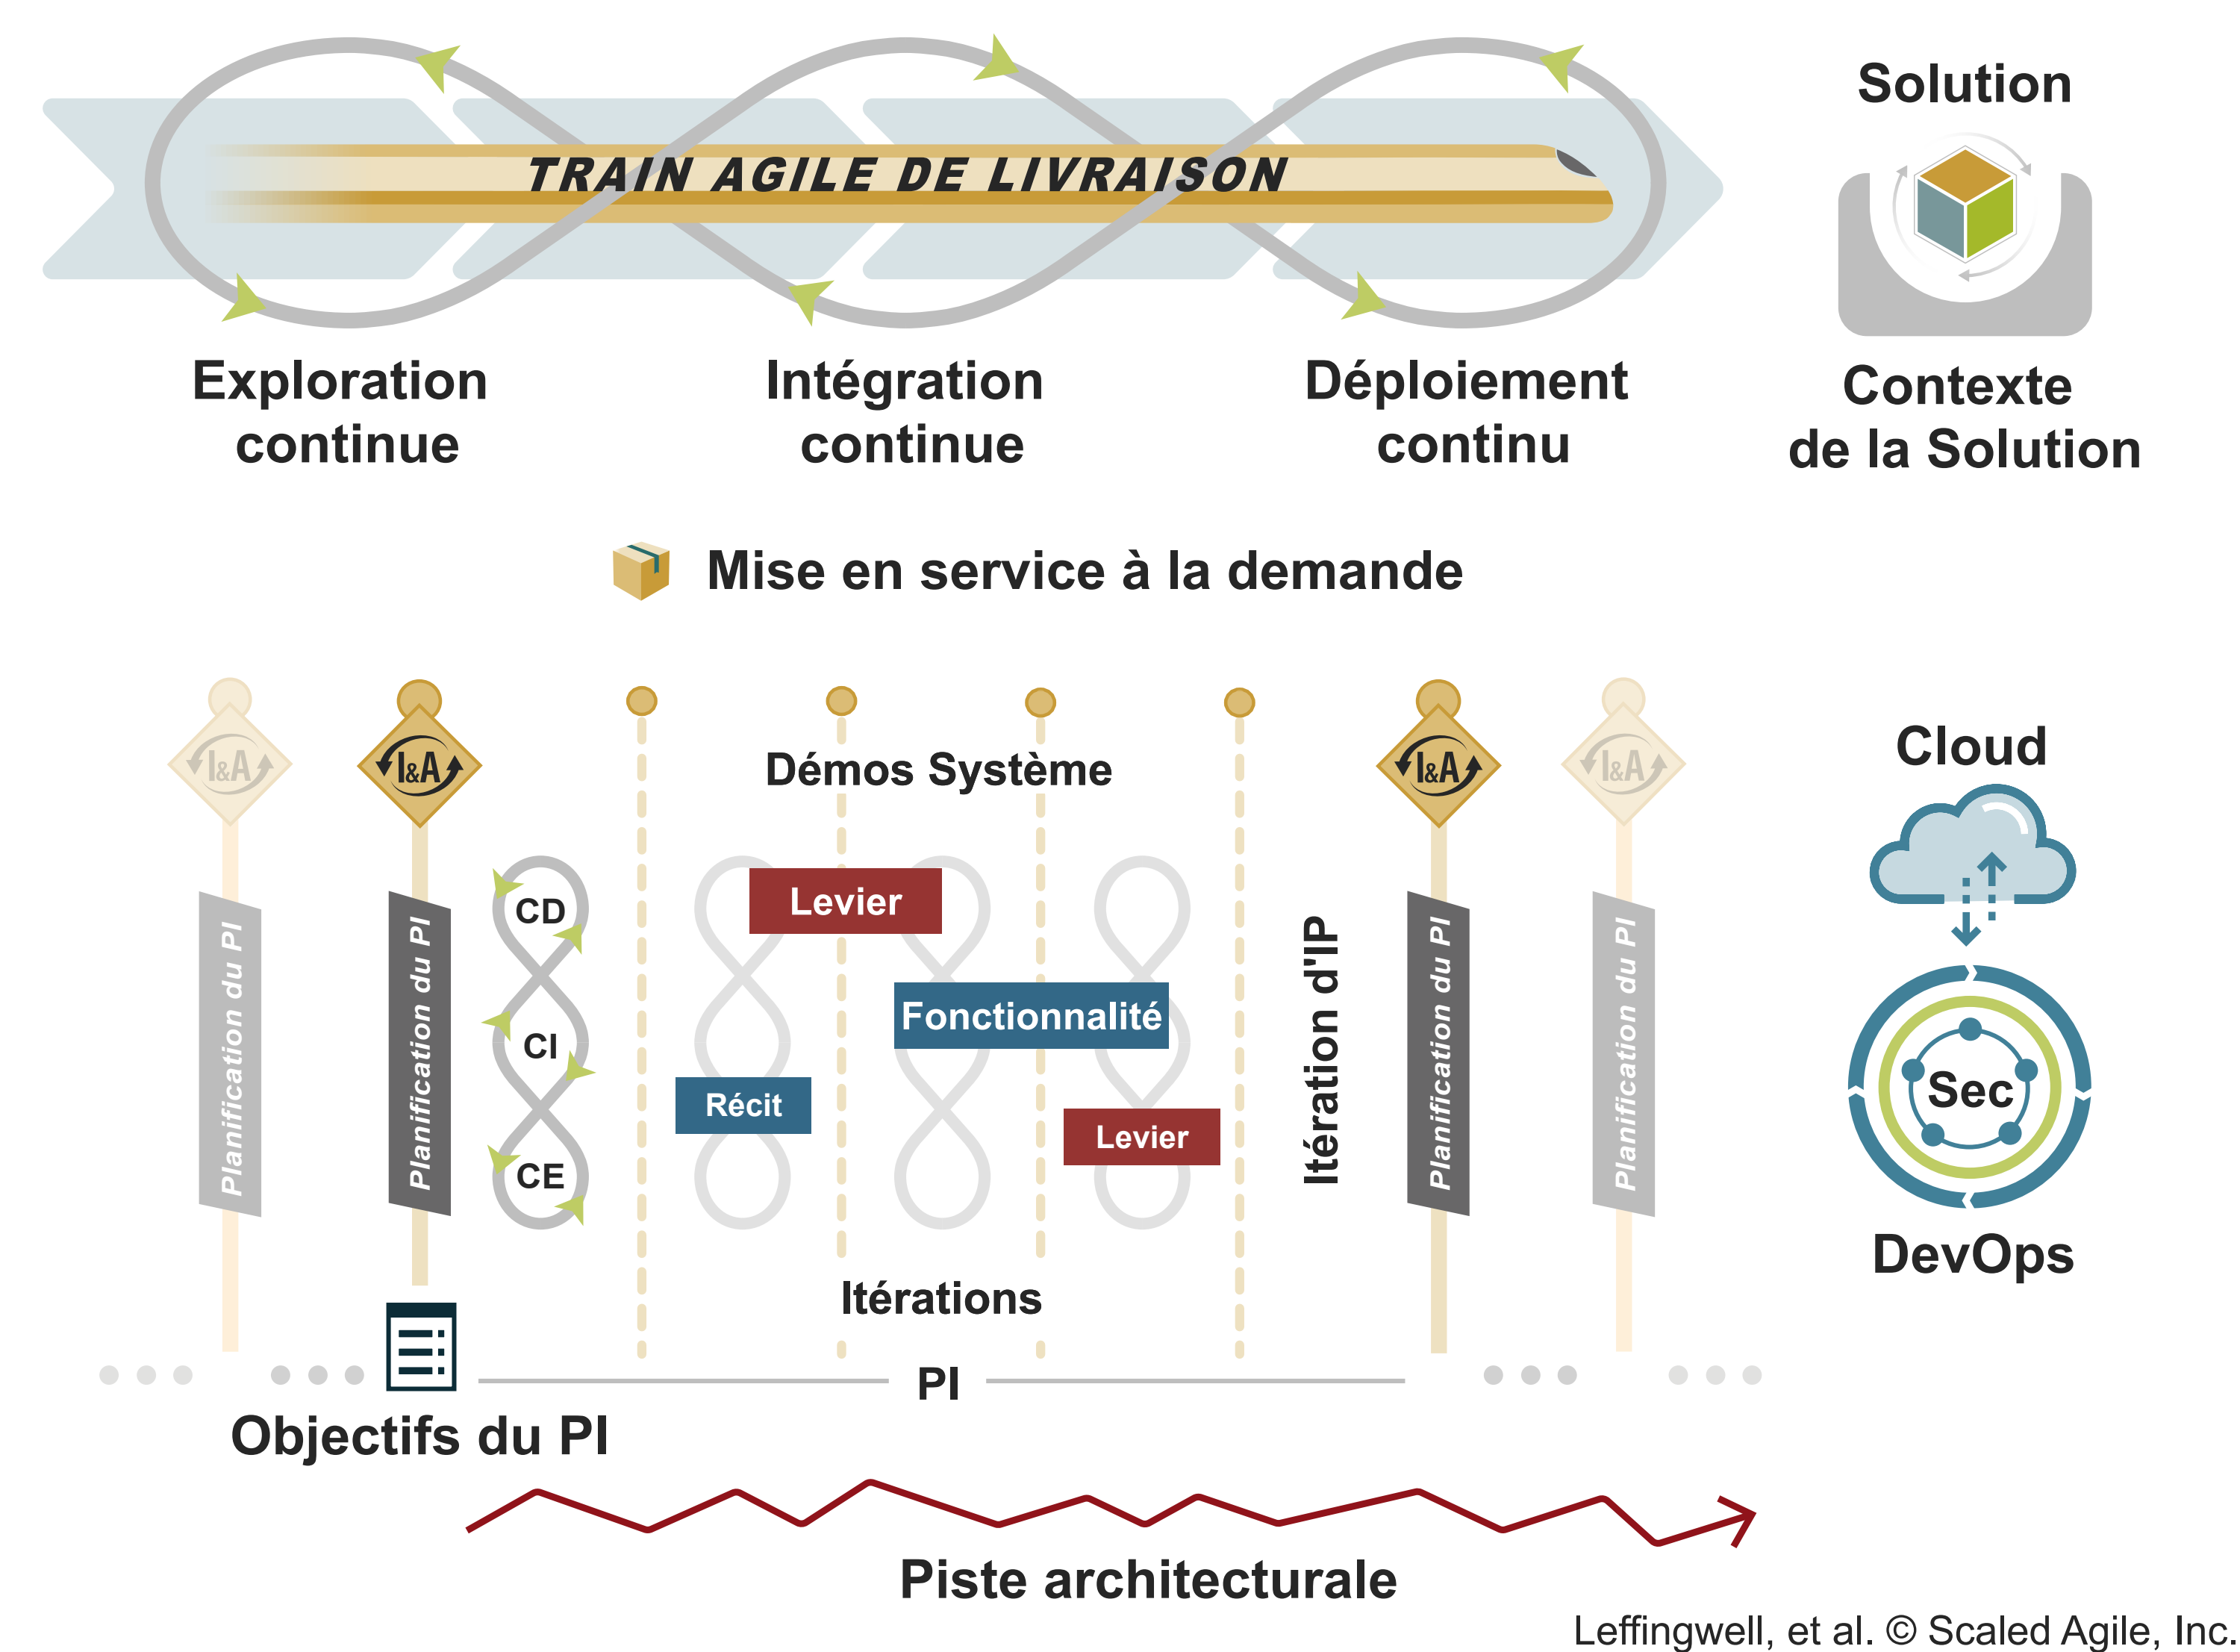 TRAIN AGILE DE LIVRAISON
Solution
Exploration
continue
Intégration
continue
Déploiement
continu
Contexte
de la Solution
Mise en service à la demande
I&A
I&A
I&A
I&A
Démos Système
Cloud
Planification du PI
Planification du PI
CD
CI
CE
Levier
Fonctionnalité
Récit
Levier
Itération d'IP
Planification du PI
Planification du PI
Sec
DevOps
Itérations
PI
Objectifs du PI
Piste architecturale
Leffingwell, et al. © Scaled Agile, Inc.